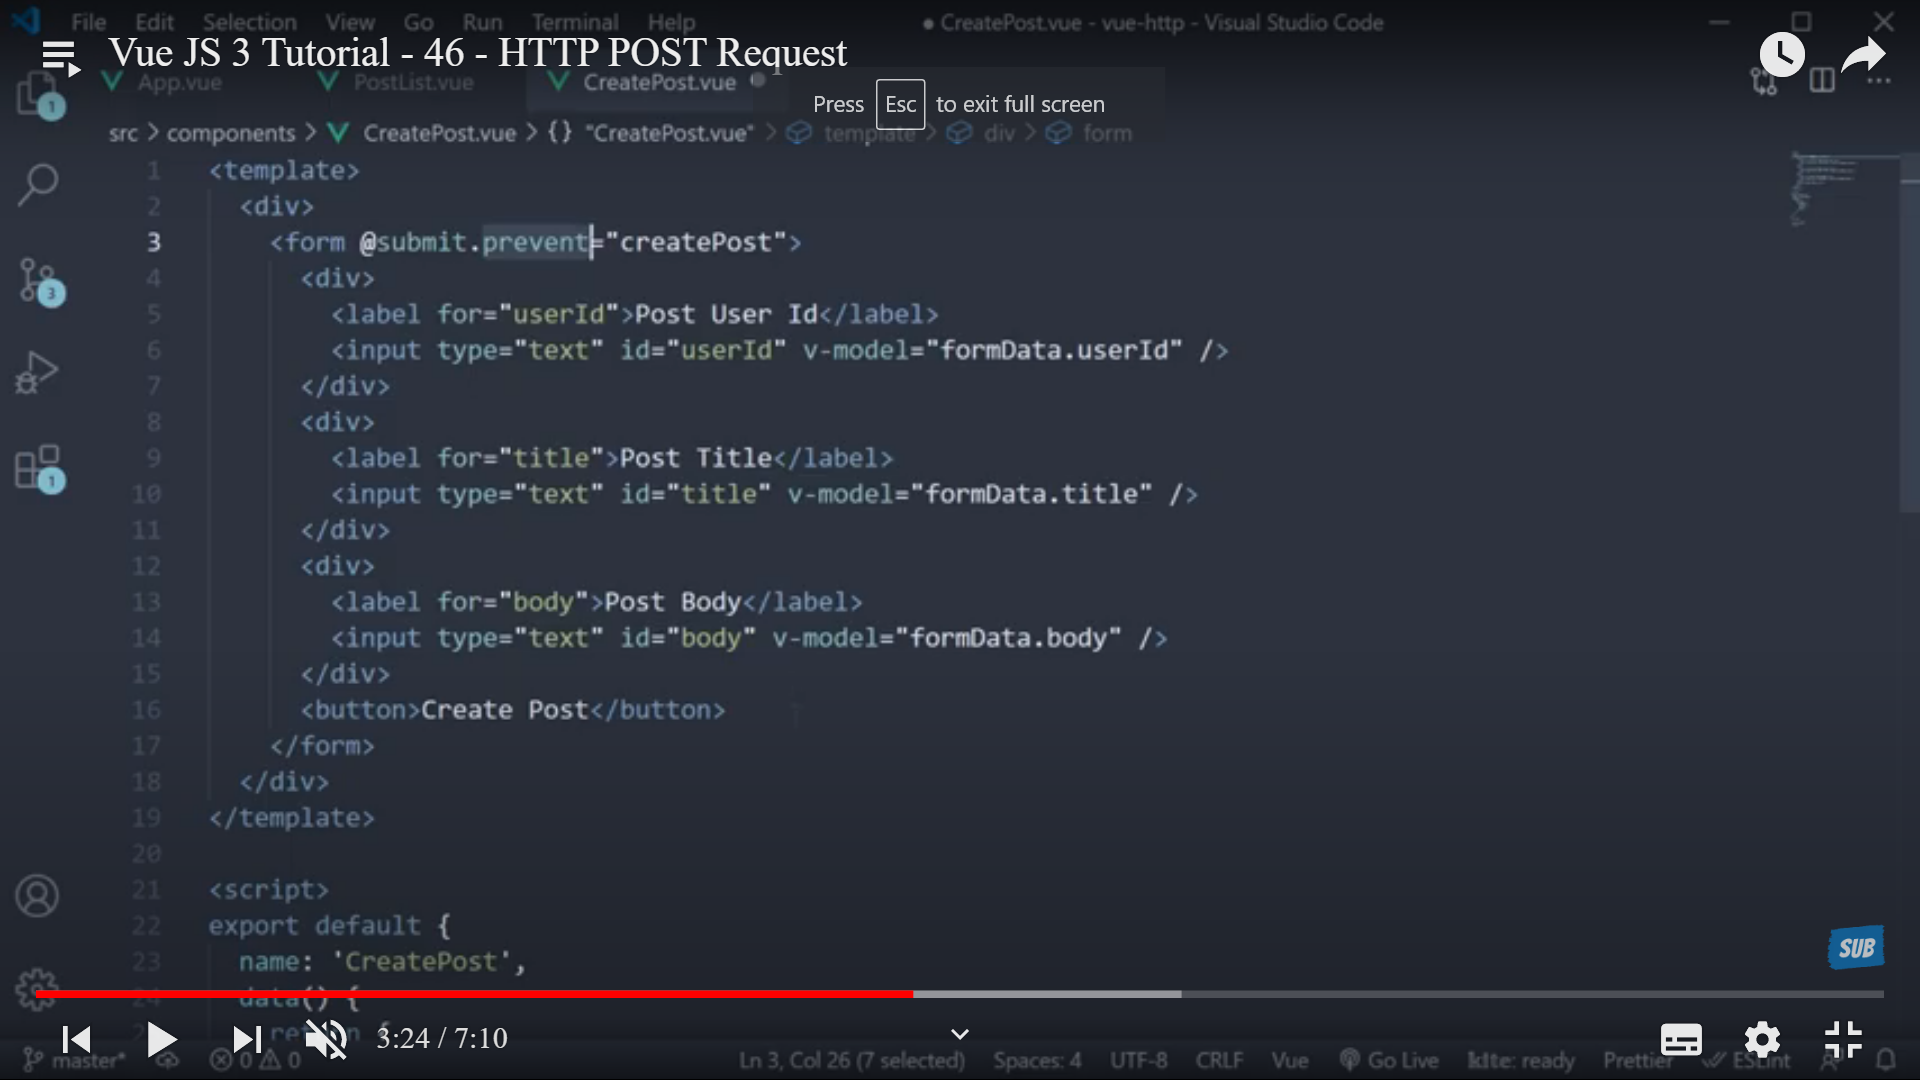 File Edit Selection View Go Run Terminal Help
● CreatePost.vue - vue-http - Visual Studio Code
Vue JS 3 Tutorial - 46 - HTTP POST Request
App.vue PostList.vue CreatePost.vue
Press Esc to exit full screen
src > components > CreatePost.vue > {} "CreatePost.vue" > template > div > form
1 <template>
2 <div>
3 <form @submit.prevent="createPost">
4 <div>
5 <label for="userId">Post User Id</label>
6 <input type="text" id="userId" v-model="formData.userId" />
7 </div>
8 <div>
9 <label for="title">Post Title</label>
10 <input type="text" id="title" v-model="formData.title" />
11 </div>
12 <div>
13 <label for="body">Post Body</label>
14 <input type="text" id="body" v-model="formData.body" />
15 </div>
16 <button>Create Post</button>
17 </form>
18 </div>
19 </template>
20
21 <script>
22 export default {
23 name: 'CreatePost',
24 data() {
1
3
1
SUB
3:24 / 7:10
master* 0 0 Ln 3, Col 26 (7 selected) Spaces: 4 UTF-8 CRLF Vue Go Live kite: ready Prettier ESLint